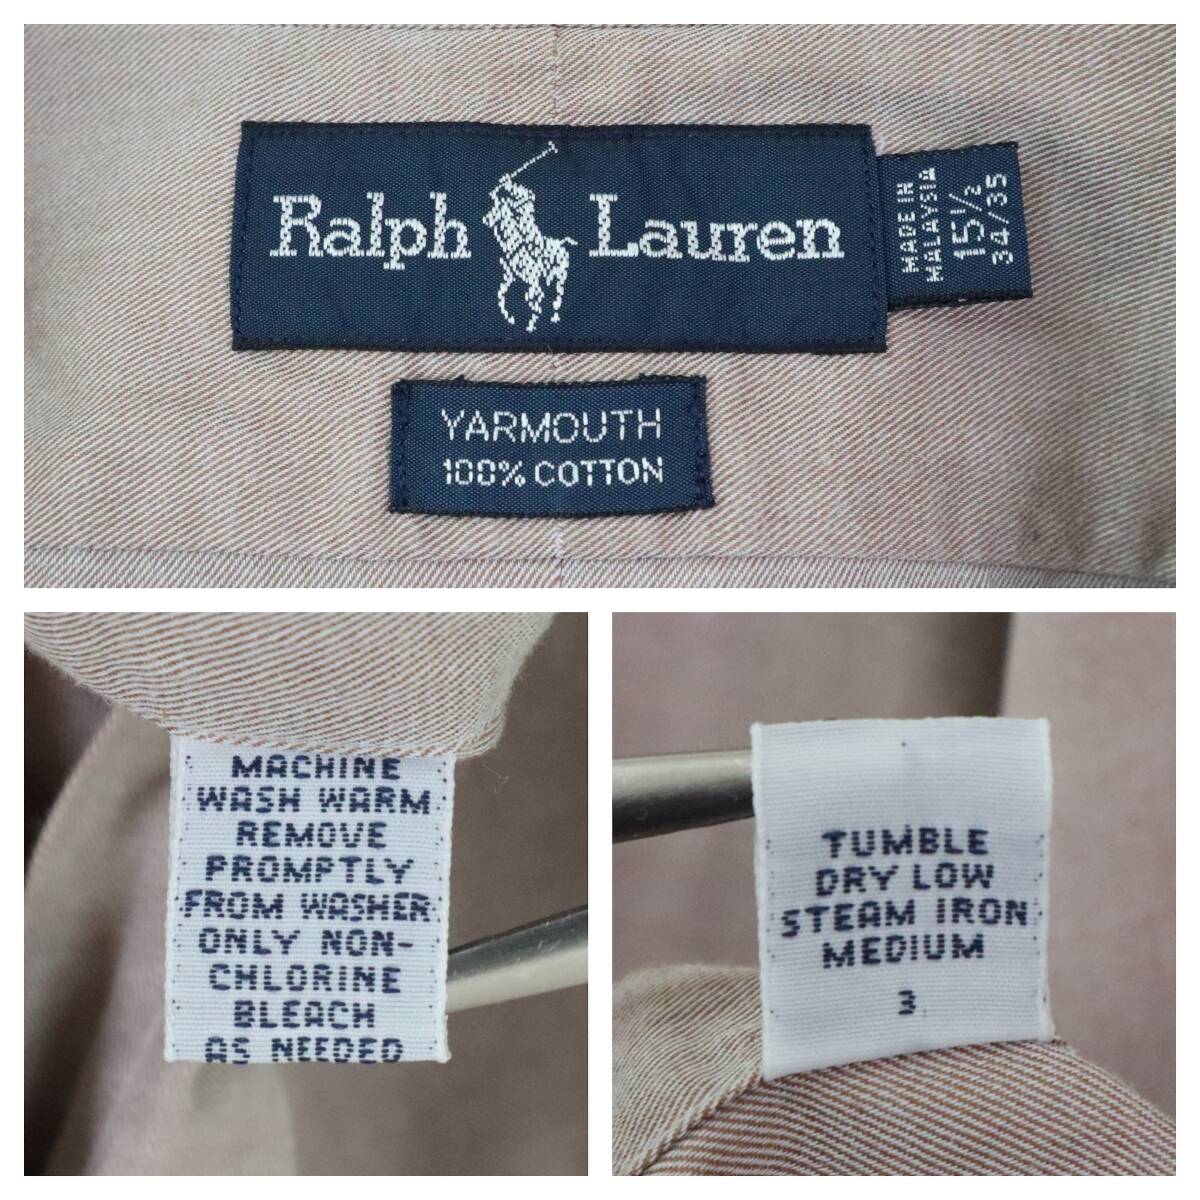 Ralph Lauren
MADE IN
MALAYSIA
15 1/2
34/35
YARMOUTH
100% COTTON
MACHINE
WASH WARM
REMOVE
PROMPTLY
FROM WASHER
ONLY NON-
CHLORINE
BLEACH
AS NEEDED
TUMBLE
DRY LOW
STEAM IRON
MEDIUM
3